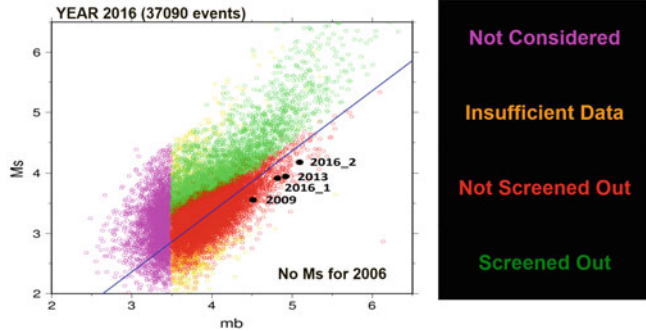 YEAR 2016 (37090 events)
6
5
4
3
2
Ms
2016_2
2013
2016_1
2009
No Ms for 2006
2 3 4 5 6
mb
Not Considered
Insufficient Data
Not Screened Out
Screened Out